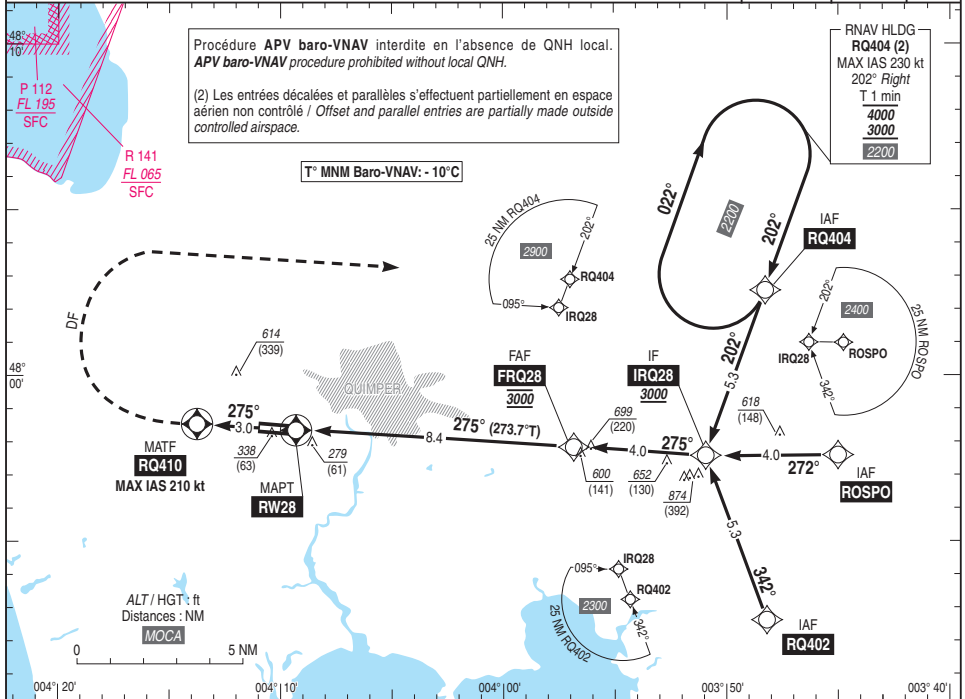 48°
10'
P 112
FL 195
SFC
R 141
FL 065
SFC
Procédure APV baro-VNAV interdite en l'absence de QNH local.
APV baro-VNAV procedure prohibited without local QNH.
(2) Les entrées décalées et parallèles s'effectuent partiellement en espace
aérien non contrôlé / Offset and parallel entries are partially made outside
controlled airspace.
T° MNM Baro-VNAV: - 10°C
RNAV HLDG
RQ404 (2)
MAX IAS 230 kt
202° Right
T 1 min
4000
3000
2200
022°
2200
202°
IAF
RQ404
25 NM RQ404
202°
2900
RQ404
095°
IRQ28
202°
2400
25 NM ROSPO
IRQ28
ROSPO
342°
DF
614
(339)
48°
00'
QUIMPER
FAF
FRQ28
3000
IF
IRQ28
3000
202°
5.3
618
(148)
699
(220)
275°
3.0
275° (273.7°T)
8.4
4.0
275°
4.0
272°
MATF
RQ410
MAX IAS 210 kt
338
(63)
279
(61)
MAPT
RW28
600
(141)
652
(130)
874
(392)
IAF
ROSPO
5.3
342°
IAF
RQ402
095°
IRQ28
2300
RQ402
342°
25 NM RQ402
ALT / HGT : ft
Distances : NM
MOCA
0
5 NM
004° 20'
004° 10'
004° 00'
003° 50'
003° 40'